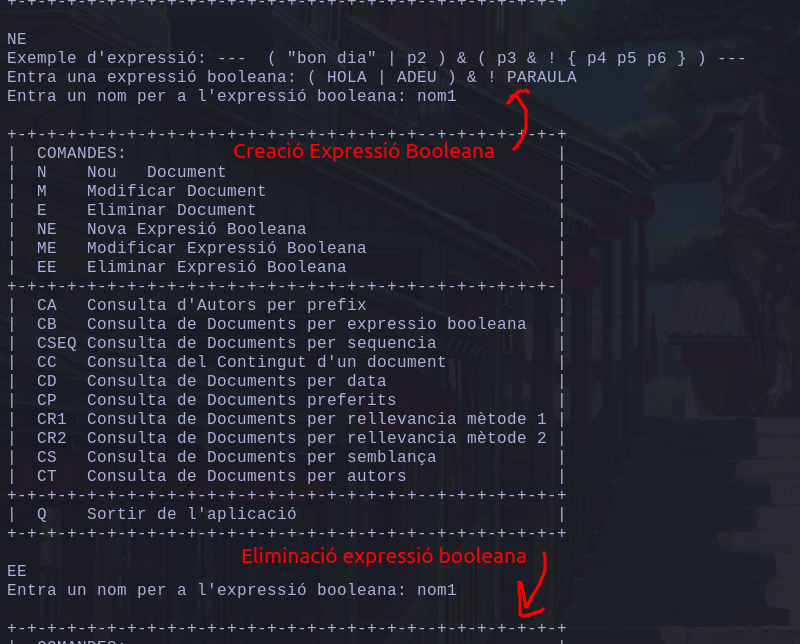 +-+-+-+-+-+-+-+-+-+-+-+-+-+-+-+-+-+-+-+-+--+-+-+-+-+-+-+
NE
Exemple d'expressió: ---  ( "bon dia" | p2 ) & ( p3 & ! { p4 p5 p6 } ) ---
Entra una expressió booleana: ( HOLA | ADEU ) & ! PARAULA
Entra un nom per a l'expressió booleana: nom1
+-+-+-+-+-+-+-+-+-+-+-+-+-+-+-+-+-+-+-+-+--+-+-+-+-+-+-+
|  COMANDES:                                           |
Creació Expressió Booleana
|  N    Nou   Document                                 |
|  M    Modificar Document                             |
|  E    Eliminar Document                              |
|  NE   Nova Expresió Booleana                         |
|  ME   Modificar Expressió Booleana                   |
|  EE   Eliminar Expresió Booleana                     |
+-+-+-+-+-+-+-+-+-+-+-+-+-+-+-+-+-+-+-+-+--+-+-+-+-+-+-|
|  CA   Consulta d'Autors per prefix                   |
|  CB   Consulta de Documents per expressio booleana   |
|  CSEQ Consulta de Documents per sequencia            |
|  CC   Consulta del Contingut d'un document           |
|  CD   Consulta de Documents per data                 |
|  CP   Consulta de Documents preferits                |
|  CR1  Consulta de Documents per rellevancia mètode 1 |
|  CR2  Consulta de Documents per rellevancia mètode 2 |
|  CS   Consulta de Documents per semblança            |
|  CT   Consulta de Documents per autors               |
+-+-+-+-+-+-+-+-+-+-+-+-+-+-+-+-+-+-+-+-+--+-+-+-+-+-+-+
|  Q    Sortir de l'aplicació                          |
+-+-+-+-+-+-+-+-+-+-+-+-+-+-+-+-+-+-+-+-+--+-+-+-+-+-+-+
Eliminació expressió booleana
EE
Entra un nom per a l'expressió booleana: nom1
+-+-+-+-+-+-+-+-+-+-+-+-+-+-+-+-+-+-+-+-+--+-+-+-+-+-+-+
|  COMANDES:                                           |